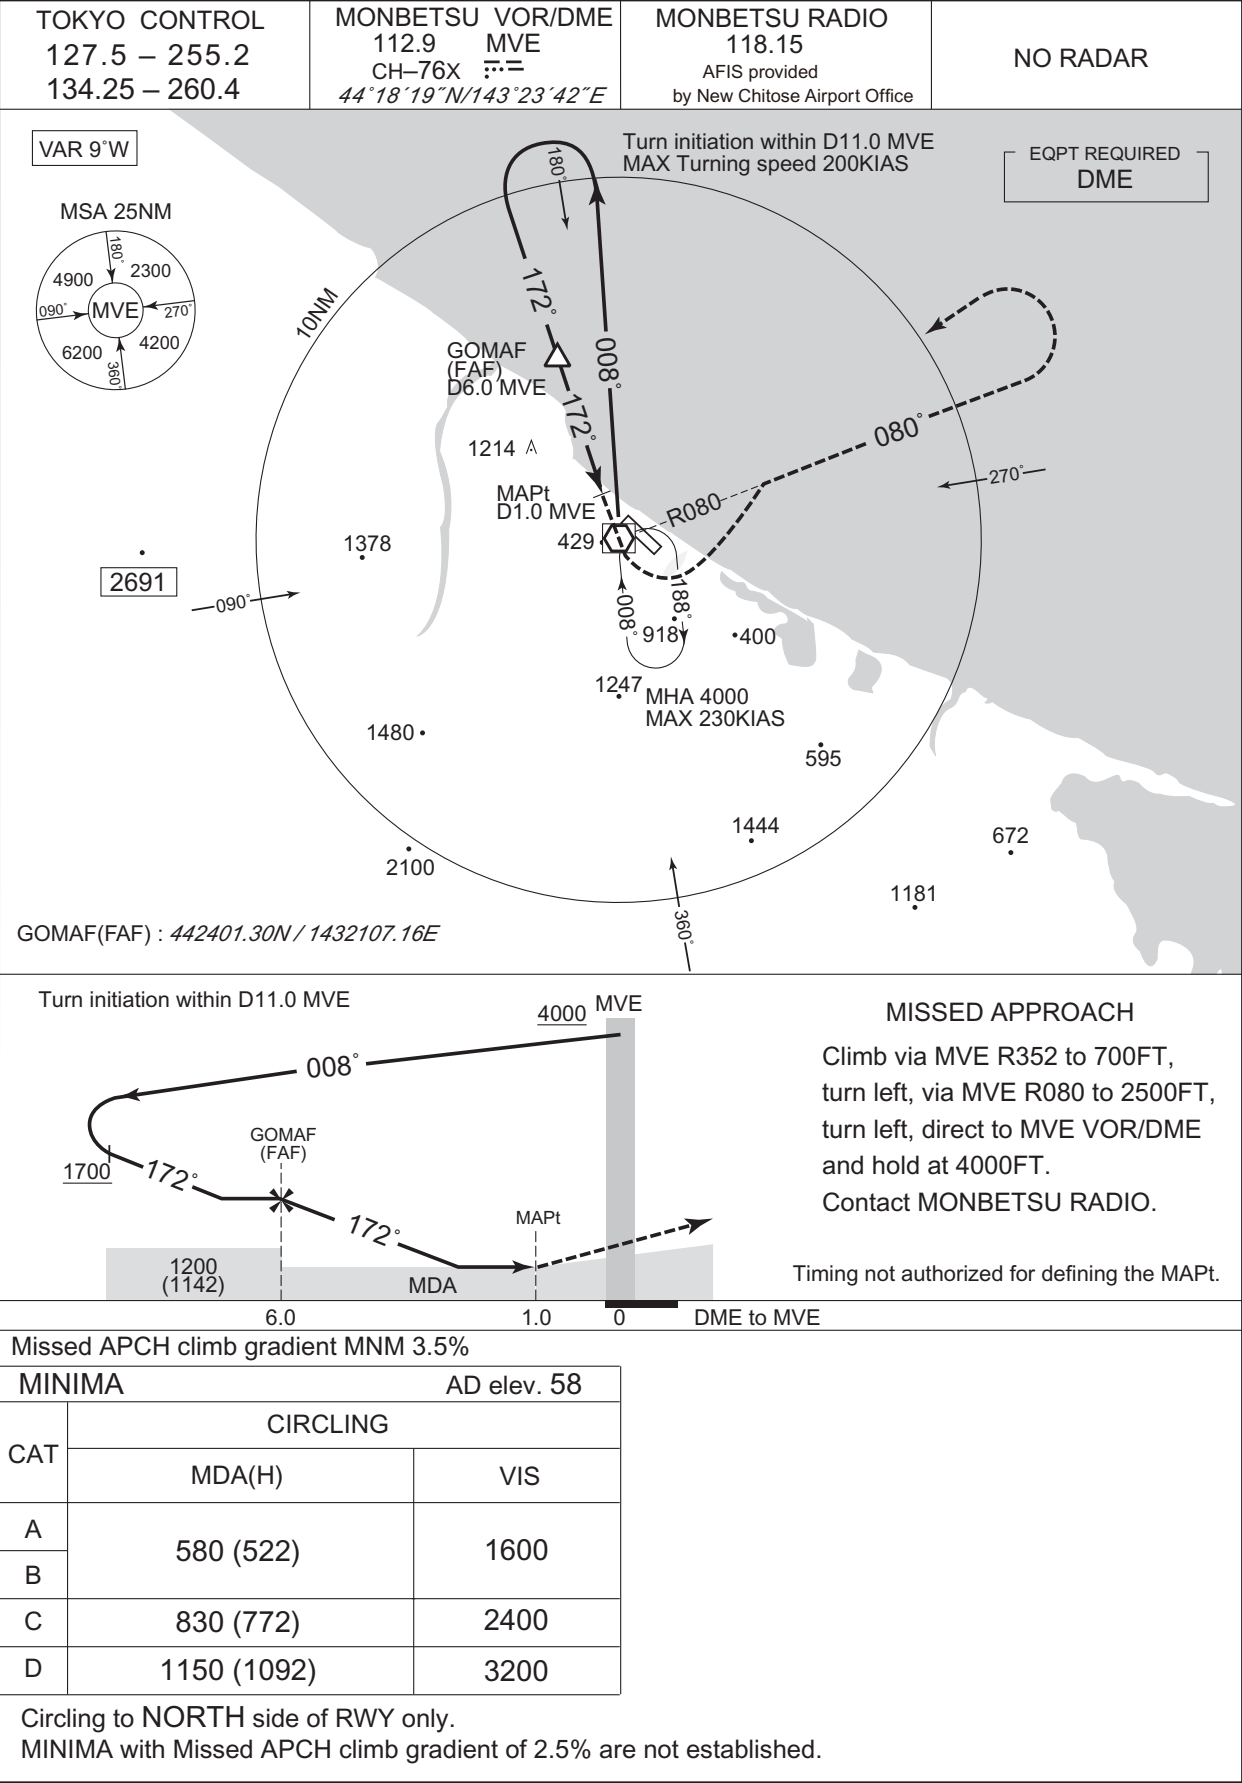 TOKYO CONTROL
127.5 – 255.2
134.25 – 260.4
MONBETSU VOR/DME
112.9 MVE
CH–76X
44°18′19″N/143°23′42″E
MONBETSU RADIO
118.15
AFIS provided
by New Chitose Airport Office
NO RADAR
VAR 9°W
Turn initiation within D11.0 MVE
MAX Turning speed 200KIAS
EQPT REQUIRED
DME
MSA 25NM
180°
4900
2300
090°
MVE
270°
6200
4200
360°
180°
10NM
172°
008°
GOMAF
(FAF)
D6.0 MVE
172°
080°
1214
270°
MAPt
D1.0 MVE
R080
429
1378
2691
090°
008°
188°
918
400
1247
MHA 4000
MAX 230KIAS
1480
595
1444
672
2100
1181
360°
GOMAF(FAF) : 442401.30N / 1432107.16E
Turn initiation within D11.0 MVE
4000
MVE
008°
GOMAF
(FAF)
1700
172°
172°
MAPt
1200
(1142)
MDA
6.0
1.0
0
DME to MVE
MISSED APPROACH
Climb via MVE R352 to 700FT,
turn left, via MVE R080 to 2500FT,
turn left, direct to MVE VOR/DME
and hold at 4000FT.
Contact MONBETSU RADIO.
Timing not authorized for defining the MAPt.
Missed APCH climb gradient MNM 3.5%
MINIMA AD elev. 58
CAT
CIRCLING
MDA(H) VIS
A
B
580 (522) 1600
C 830 (772) 2400
D 1150 (1092) 3200
Circling to NORTH side of RWY only.
MINIMA with Missed APCH climb gradient of 2.5% are not established.